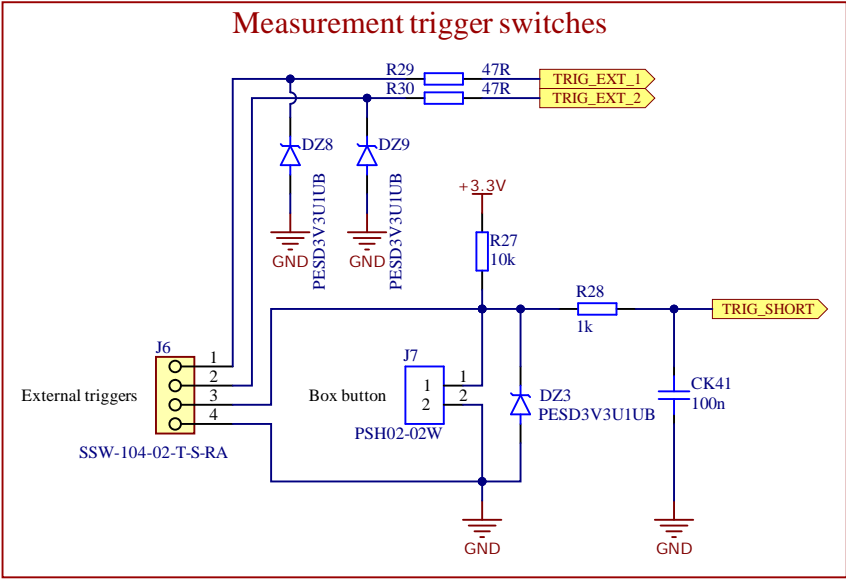 Measurement trigger switches
R29 47R TRIG_EXT_1
R30 47R TRIG_EXT_2
DZ8 DZ9
PESD3V3U1UB
PESD3V3U1UB
GND GND
+3.3V
R27
10k
R28
1k
TRIG_SHORT
J6
1
2
3
4
External triggers
SSW-104-02-T-S-RA
J7
1 1
2 2
Box button
PSH02-02W
DZ3
PESD3V3U1UB
CK41
100n
GND GND